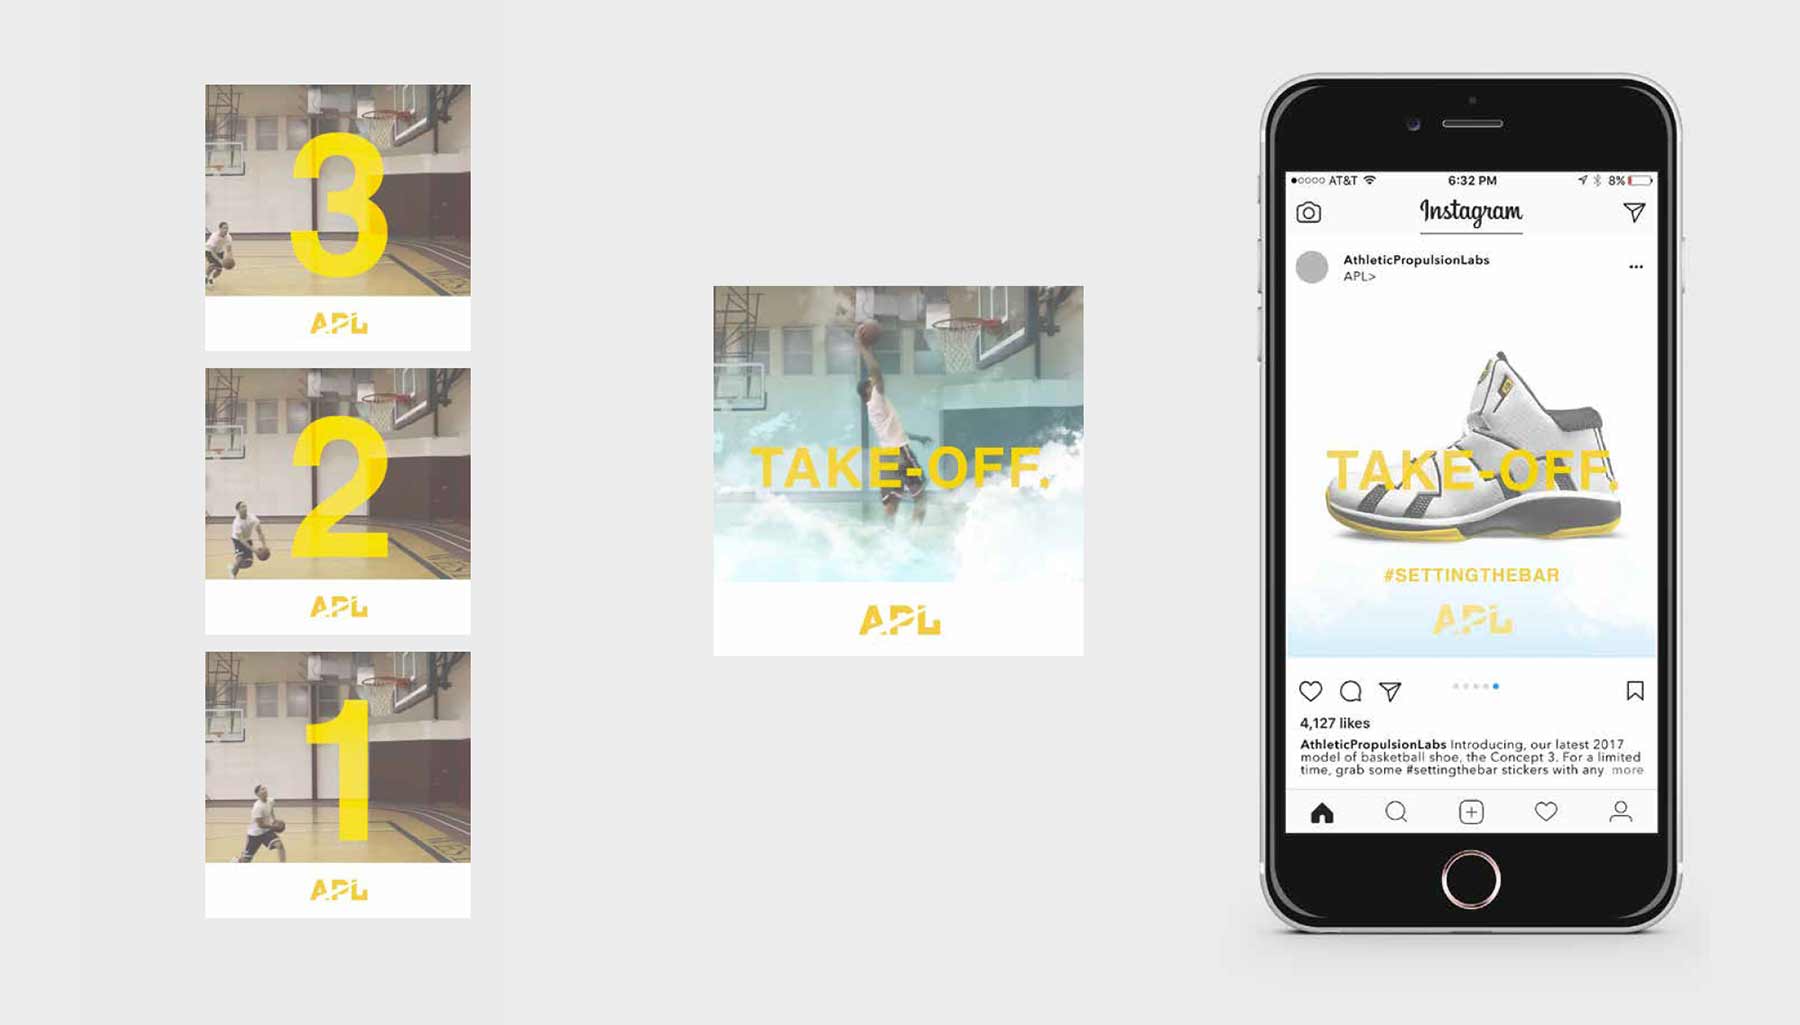 3
APL
2
APL
1
APL
TAKE-OFF.
APL
AT&T
6:32 PM
8%
Instagram
AthleticPropulsionLabs
APL>
TAKE-OFF.
#SETTINGTHEBAR
APL
4,127 likes
AthleticPropulsionLabs Introducing, our latest 2017
model of basketball shoe, the Concept 3. For a limited
time, grab some #settingthebar stickers with any more